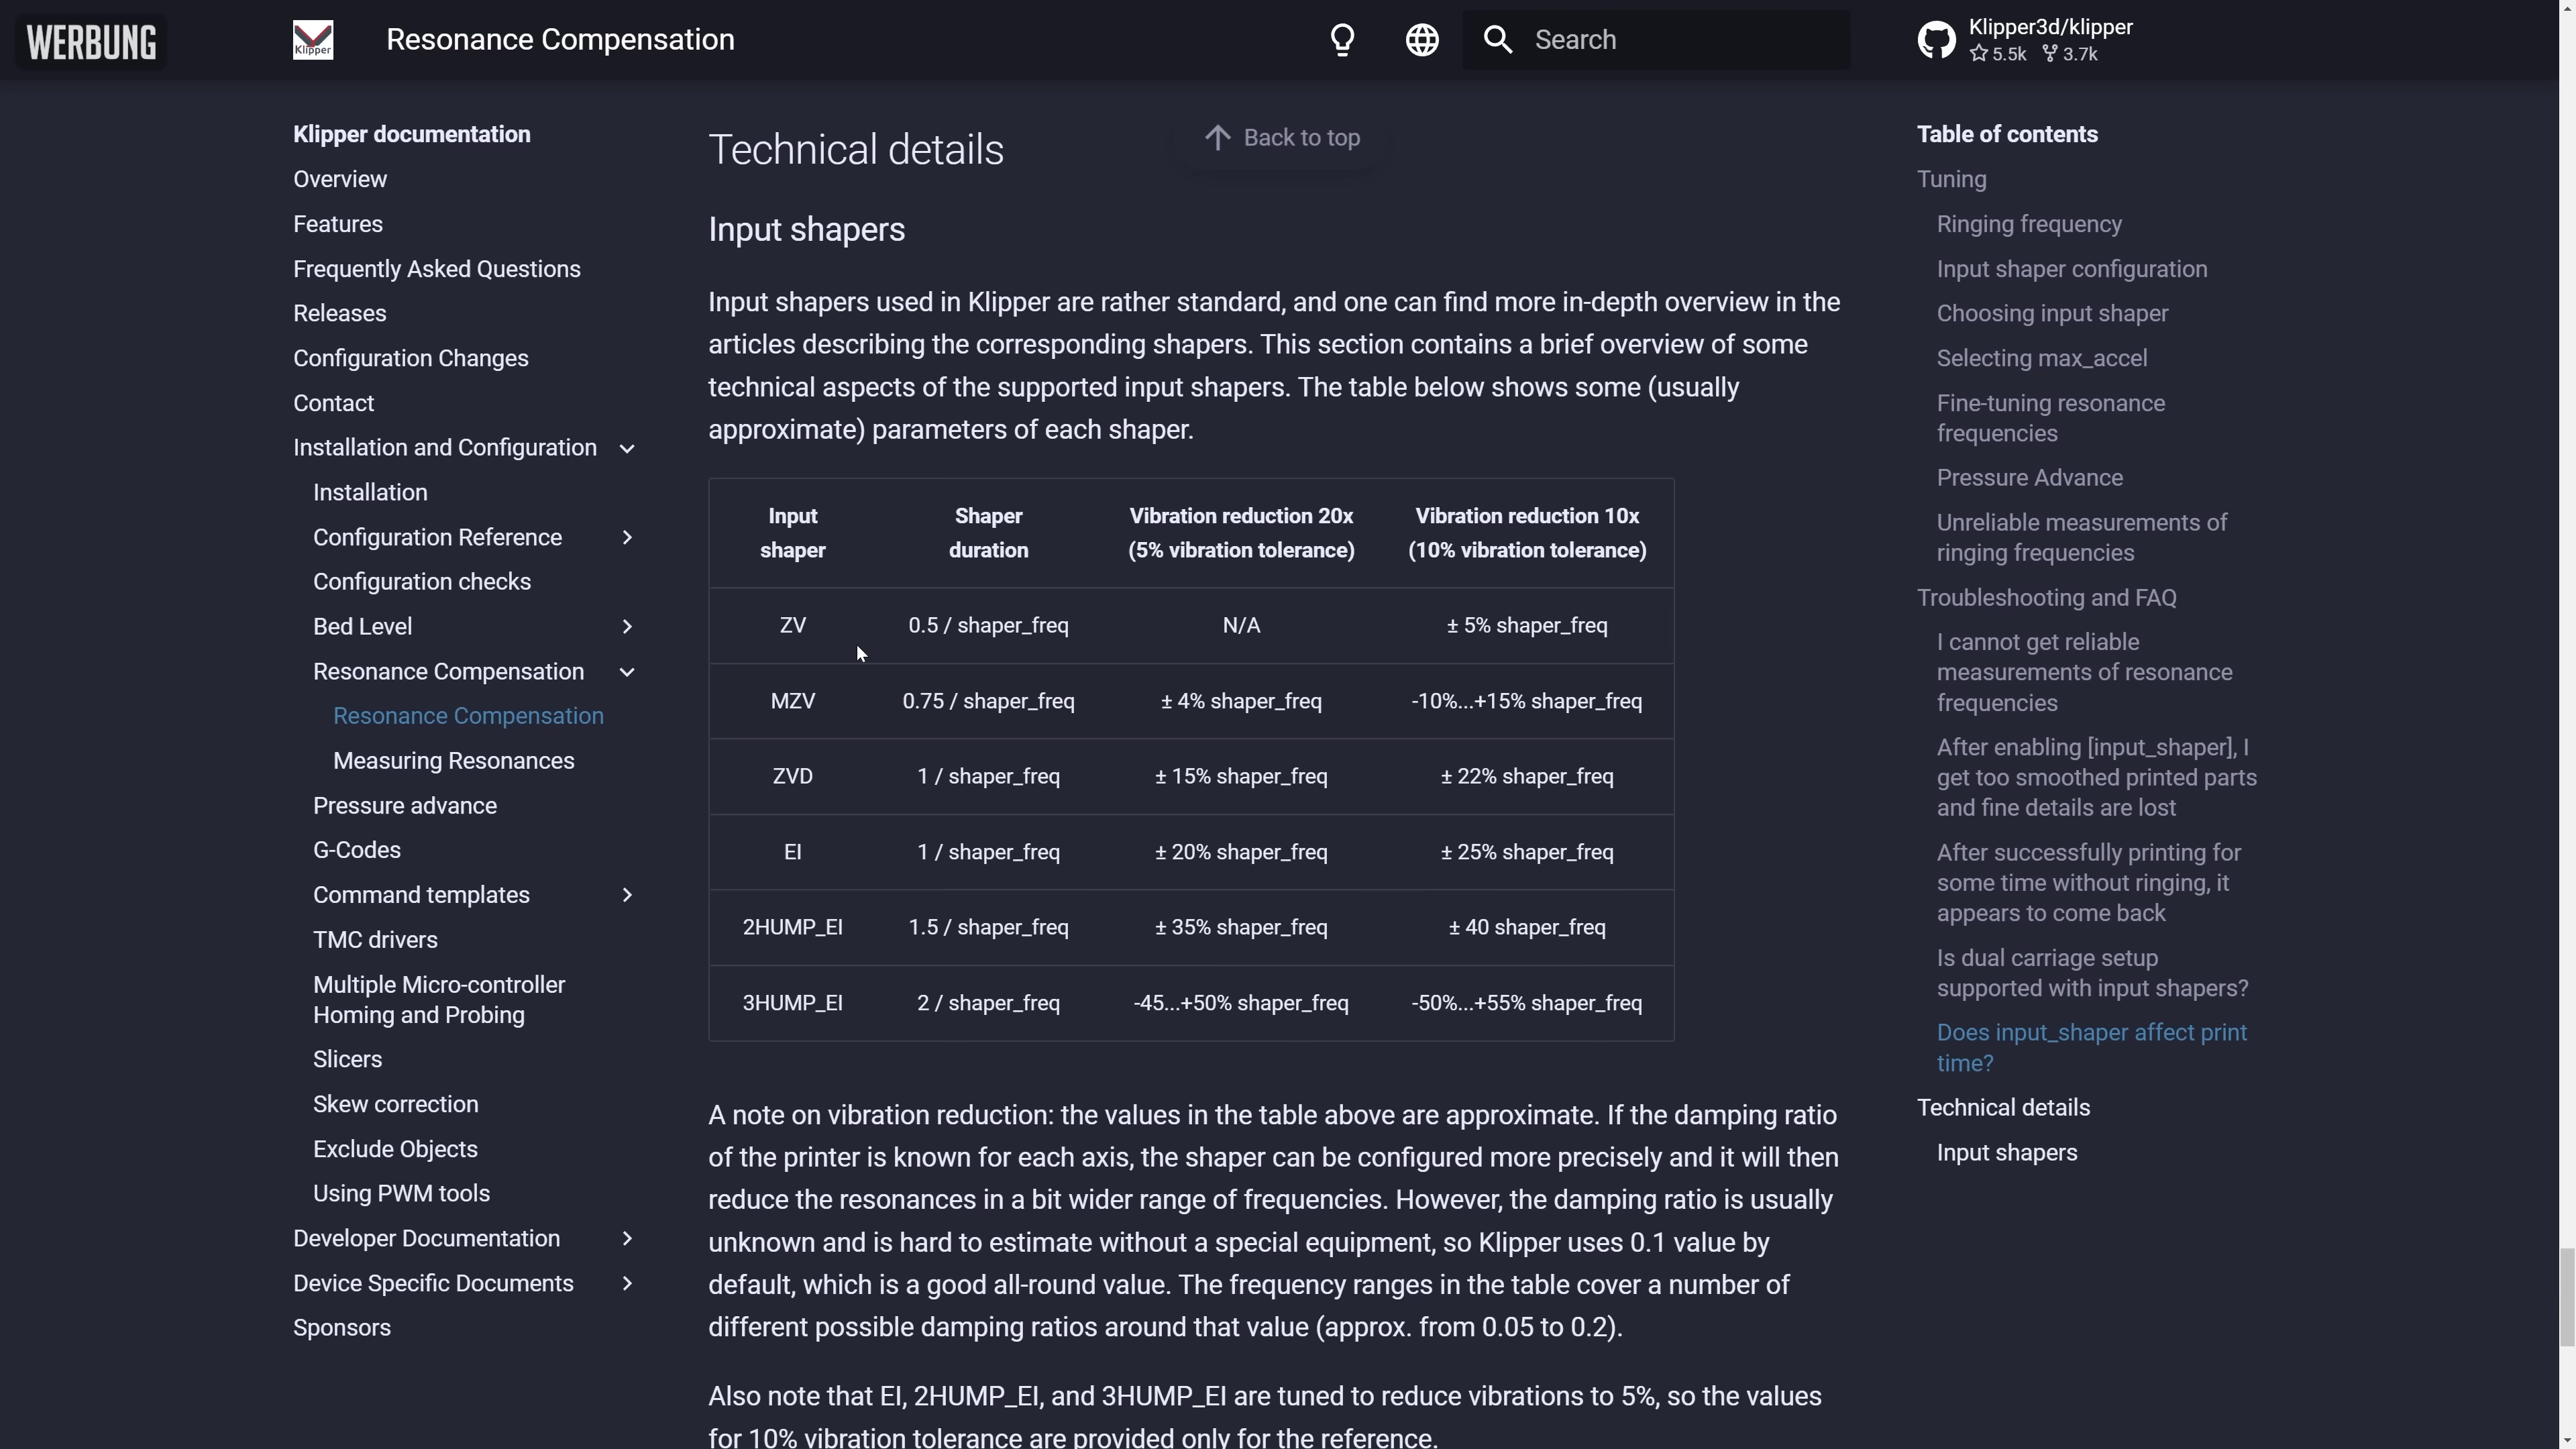 WERBUNG
Klipper
Resonance Compensation
Search
Klipper3d/klipper
5.5k 3.7k
Klipper documentation
Overview
Features
Frequently Asked Questions
Releases
Configuration Changes
Contact
Installation and Configuration
Installation
Configuration Reference
Configuration checks
Bed Level
Resonance Compensation
Resonance Compensation
Measuring Resonances
Pressure advance
G-Codes
Command templates
TMC drivers
Multiple Micro-controller
Homing and Probing
Slicers
Skew correction
Exclude Objects
Using PWM tools
Developer Documentation
Device Specific Documents
Sponsors
Technical details
Back to top
Input shapers
Input shapers used in Klipper are rather standard, and one can find more in-depth overview in the
articles describing the corresponding shapers. This section contains a brief overview of some
technical aspects of the supported input shapers. The table below shows some (usually
approximate) parameters of each shaper.
Input Shaper Vibration reduction 20x Vibration reduction 10x
shaper duration (5% vibration tolerance) (10% vibration tolerance)
ZV 0.5 / shaper_freq N/A ± 5% shaper_freq
MZV 0.75 / shaper_freq ± 4% shaper_freq -10%...+15% shaper_freq
ZVD 1 / shaper_freq ± 15% shaper_freq ± 22% shaper_freq
EI 1 / shaper_freq ± 20% shaper_freq ± 25% shaper_freq
2HUMP_EI 1.5 / shaper_freq ± 35% shaper_freq ± 40 shaper_freq
3HUMP_EI 2 / shaper_freq -45...+50% shaper_freq -50%...+55% shaper_freq
A note on vibration reduction: the values in the table above are approximate. If the damping ratio
of the printer is known for each axis, the shaper can be configured more precisely and it will then
reduce the resonances in a bit wider range of frequencies. However, the damping ratio is usually
unknown and is hard to estimate without a special equipment, so Klipper uses 0.1 value by
default, which is a good all-round value. The frequency ranges in the table cover a number of
different possible damping ratios around that value (approx. from 0.05 to 0.2).
Also note that EI, 2HUMP_EI, and 3HUMP_EI are tuned to reduce vibrations to 5%, so the values
for 10% vibration tolerance are provided only for the reference.
Table of contents
Tuning
Ringing frequency
Input shaper configuration
Choosing input shaper
Selecting max_accel
Fine-tuning resonance
frequencies
Pressure Advance
Unreliable measurements of
ringing frequencies
Troubleshooting and FAQ
I cannot get reliable
measurements of resonance
frequencies
After enabling [input_shaper], I
get too smoothed printed parts
and fine details are lost
After successfully printing for
some time without ringing, it
appears to come back
Is dual carriage setup
supported with input shapers?
Does input_shaper affect print
time?
Technical details
Input shapers